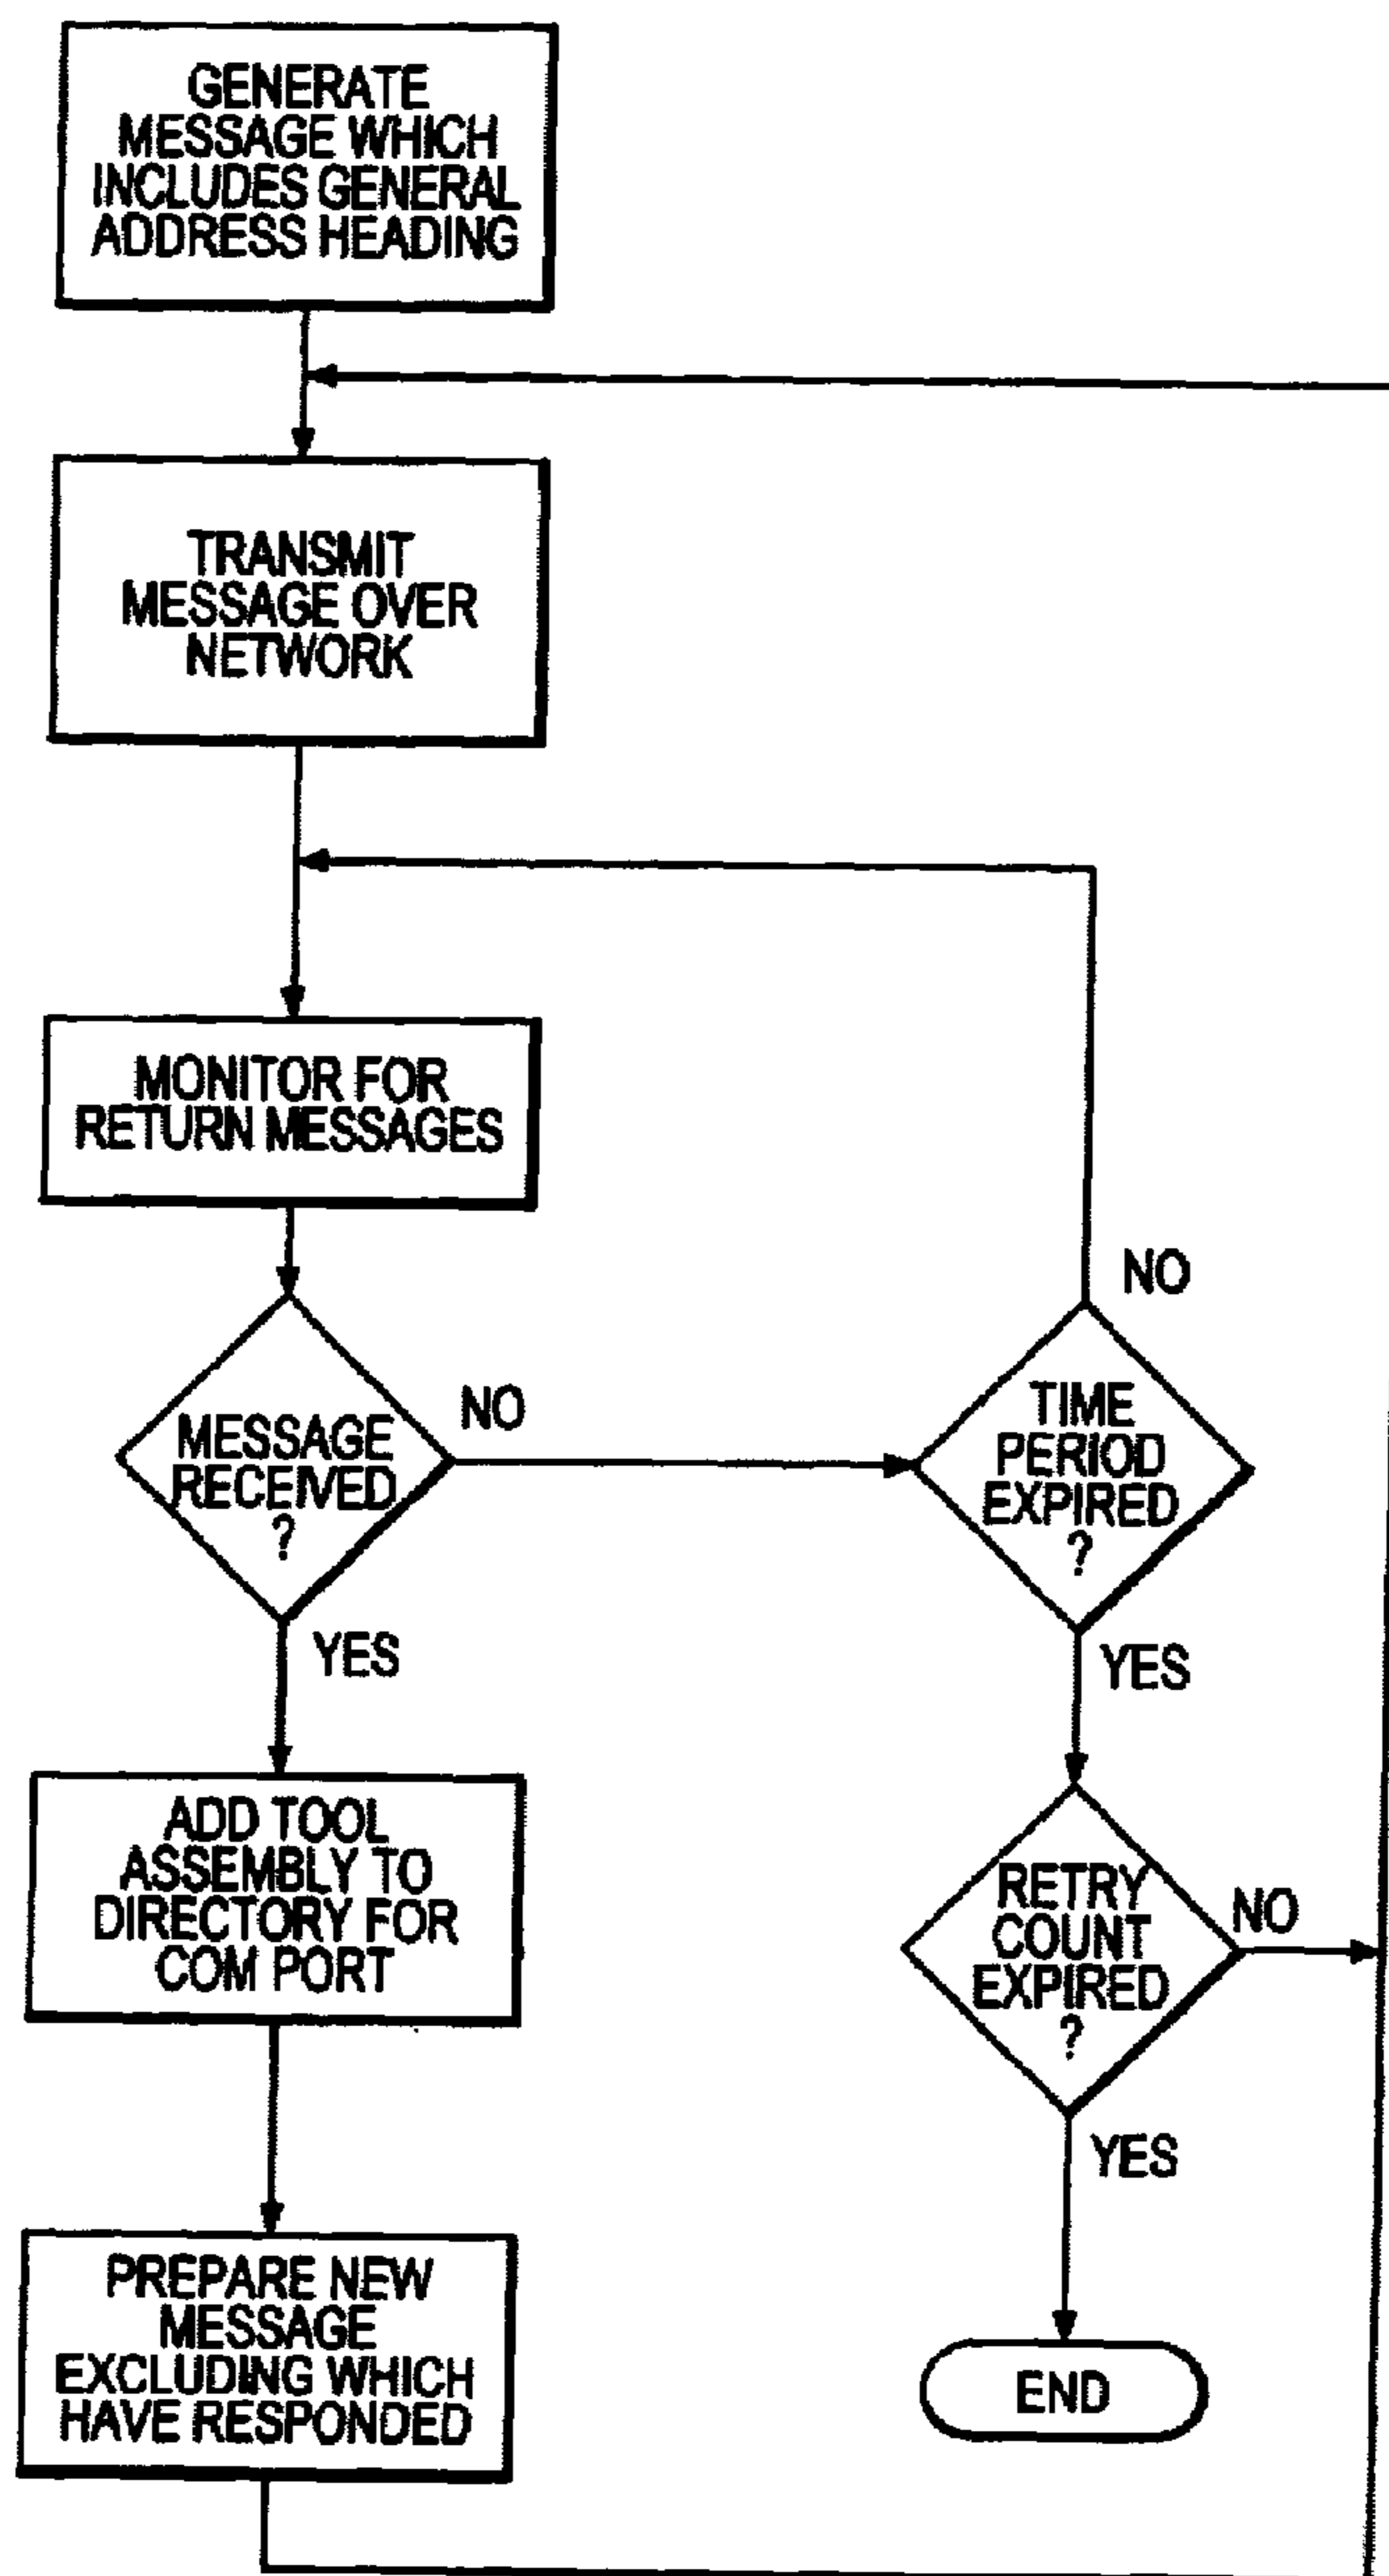 GENERATE
MESSAGE WHICH
INCLUDES GENERAL
ADDRESS HEADING
TRANSMIT
MESSAGE OVER
NETWORK
MONITOR FOR
RETURN MESSAGES
NO
MESSAGE
RECEIVED
?
NO
TIME
PERIOD
EXPIRED
?
YES
YES
ADD TOOL
ASSEMBLY TO
DIRECTORY FOR
COM PORT
RETRY
COUNT
EXPIRED
?
NO
YES
PREPARE NEW
MESSAGE
EXCLUDING WHICH
HAVE RESPONDED
END